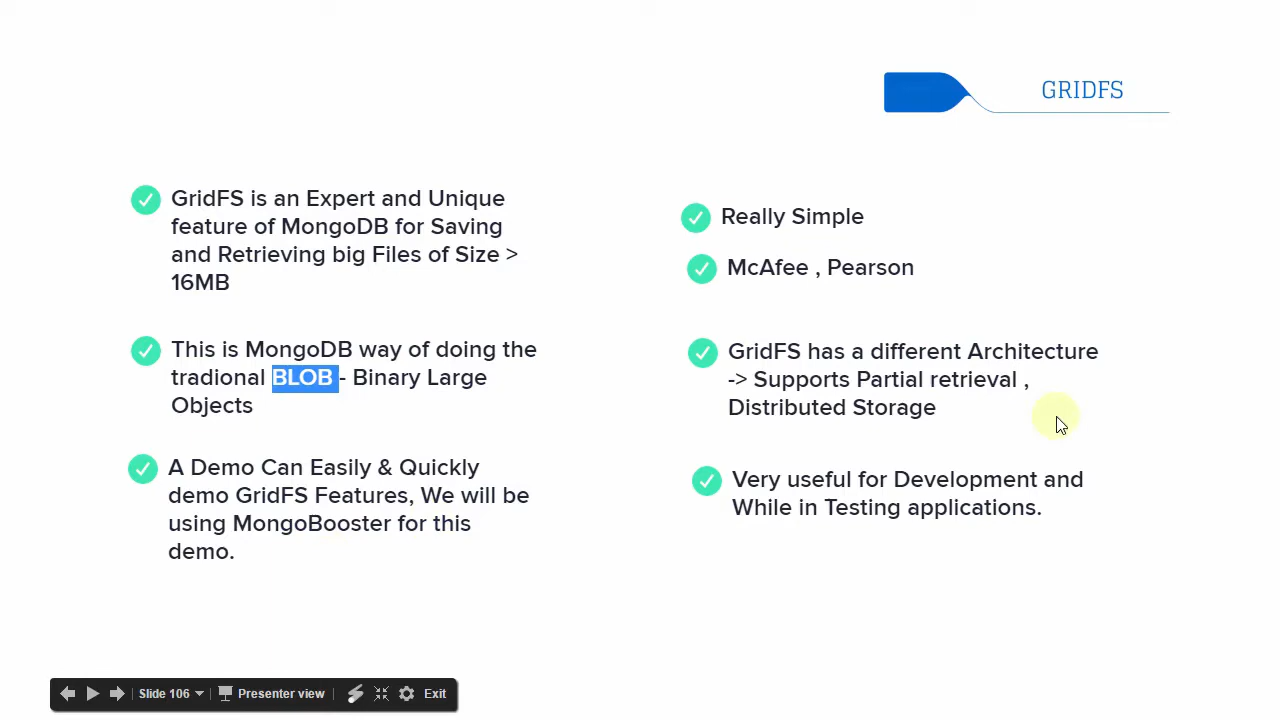 GRIDFS
GridFS is an Expert and Unique
feature of MongoDB for Saving
and Retrieving big Files of Size >
16MB
This is MongoDB way of doing the
tradional BLOB - Binary Large
Objects
A Demo Can Easily & Quickly
demo GridFS Features, We will be
using MongoBooster for this
demo.
Really Simple
McAfee , Pearson
GridFS has a different Architecture
-> Supports Partial retrieval ,
Distributed Storage
Very useful for Development and
While in Testing applications.
Slide 106 Presenter view Exit